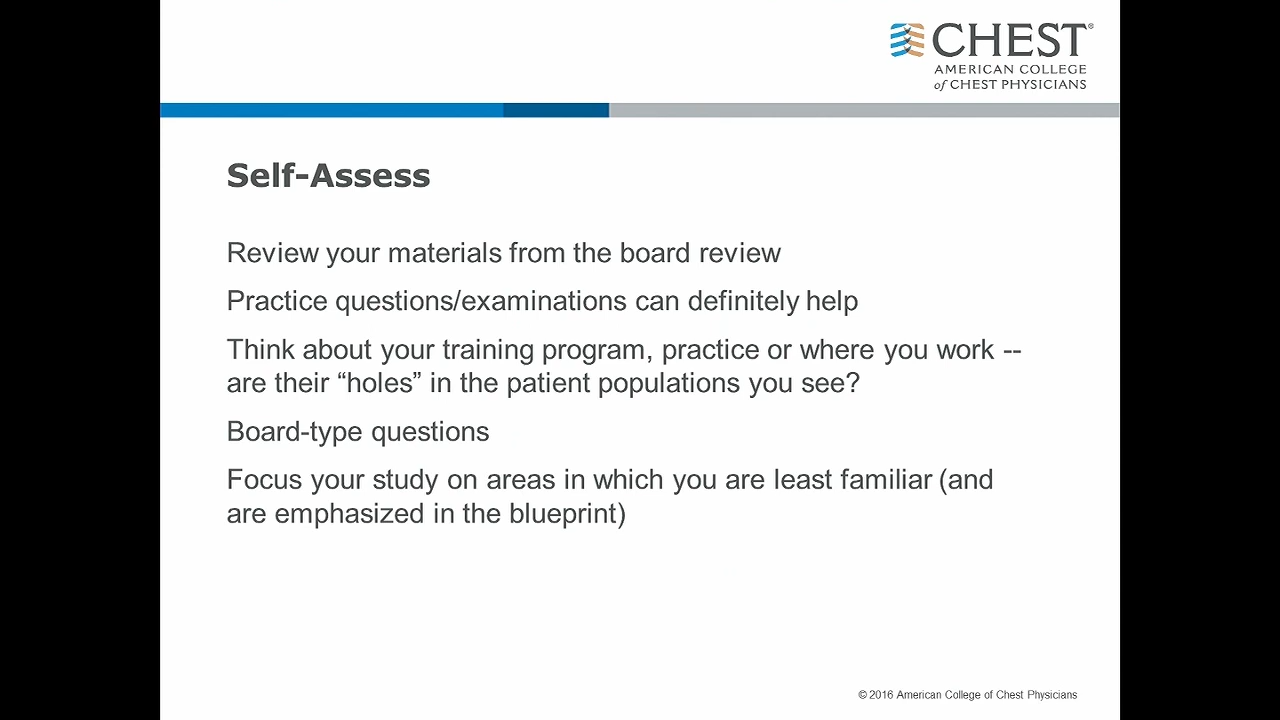 CHEST®
AMERICAN COLLEGE
of CHEST PHYSICIANS
Self-Assess
Review your materials from the board review
Practice questions/examinations can definitely help
Think about your training program, practice or where you work --
are their “holes” in the patient populations you see?
Board-type questions
Focus your study on areas in which you are least familiar (and
are emphasized in the blueprint)
© 2016 American College of Chest Physicians